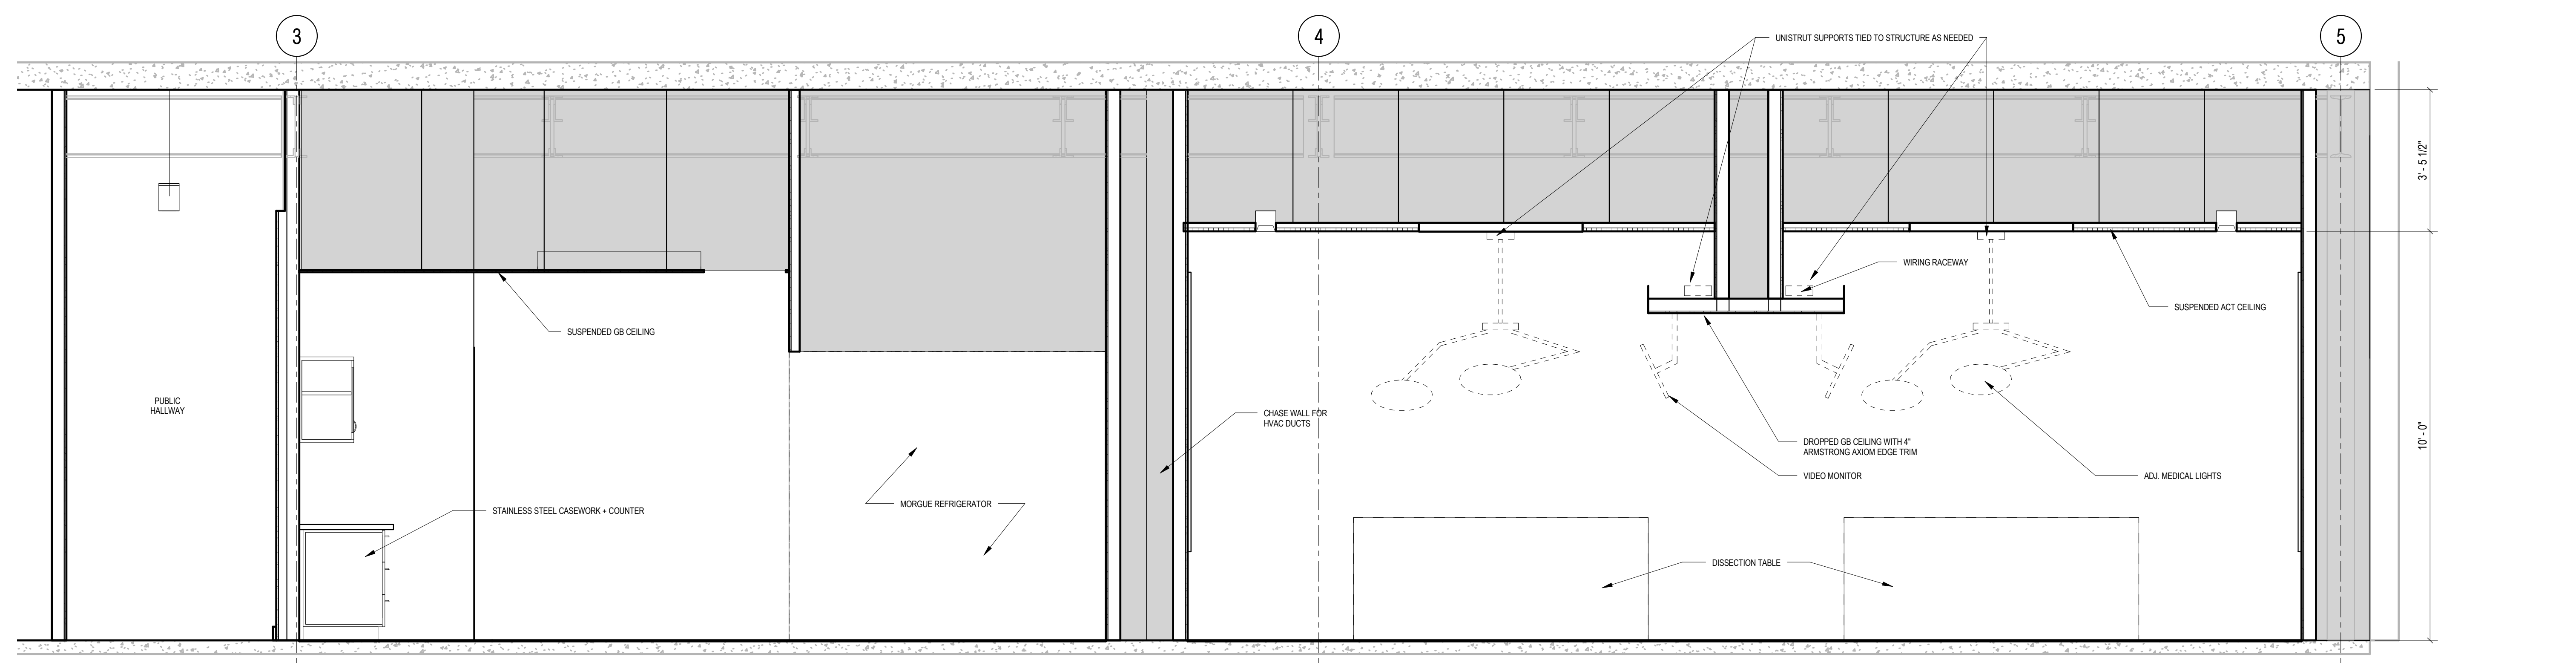 3
4
5
UNISTRUT SUPPORTS TIED TO STRUCTURE AS NEEDED
3' - 5 1/2"
WIRING RACEWAY
SUSPENDED ACT CEILING
SUSPENDED GB CEILING
PUBLIC
HALLWAY
CHASE WALL FOR
HVAC DUCTS
DROPPED GB CEILING WITH 4"
ARMSTRONG AXIOM EDGE TRIM
10' - 0"
VIDEO MONITOR
ADJ. MEDICAL LIGHTS
MORGUE REFRIGERATOR
STAINLESS STEEL CASEWORK + COUNTER
DISSECTION TABLE